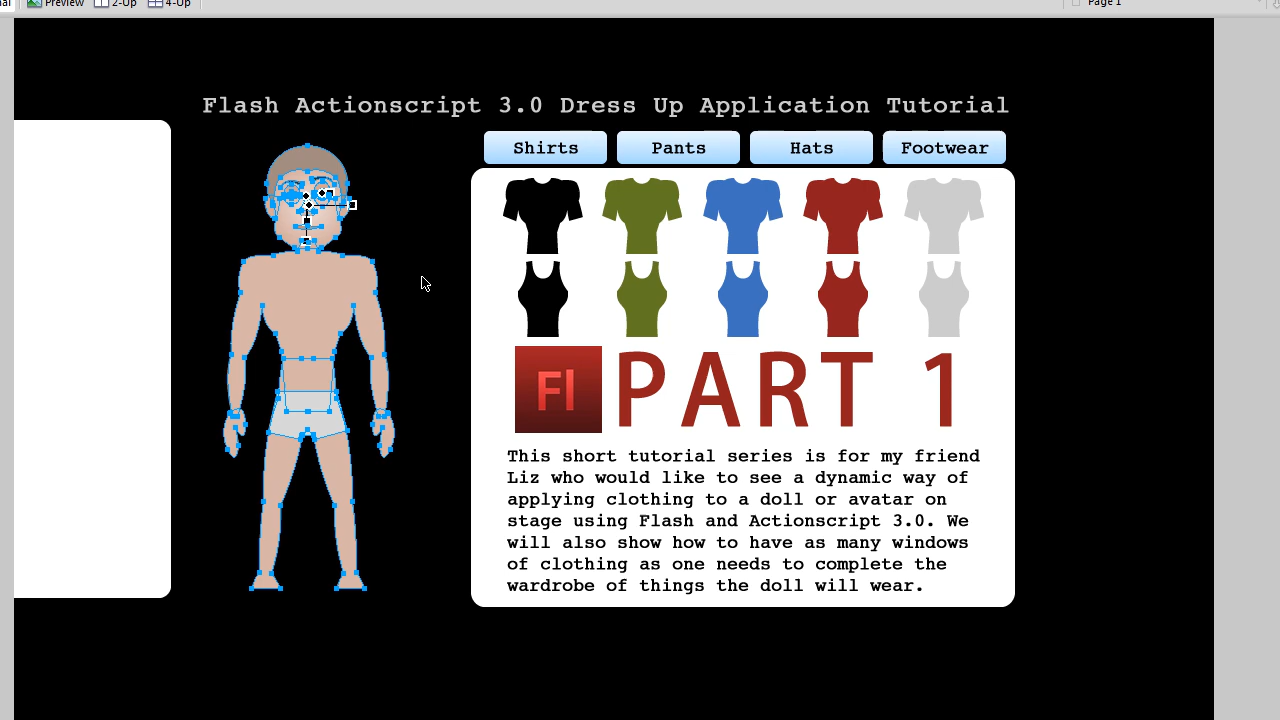 Preview 2-Up 4-Up Page 1
Flash Actionscript 3.0 Dress Up Application Tutorial
Shirts Pants Hats Footwear
Fl PART 1
This short tutorial series is for my friend
Liz who would like to see a dynamic way of
applying clothing to a doll or avatar on
stage using Flash and Actionscript 3.0. We
will also show how to have as many windows
of clothing as one needs to complete the
wardrobe of things the doll will wear.